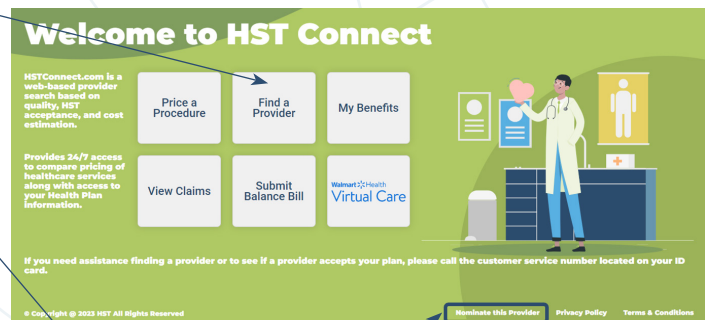 Welcome to HST Connect
HSTConnect.com is a
web-based provider
search based on
quality, HST
acceptance, and cost
estimation.
Provides 24/7 access
to compare pricing of
healthcare services
along with access to
your Health Plan
information.
Price a
Procedure
Find a
Provider
My Benefits
View Claims
Submit
Balance Bill
Walmart Health
Virtual Care
If you need assistance finding a provider or to see if a provider accepts your plan, please call the customer service number located on your ID
card.
© Copyright @ 2023 HST All Rights Reserved
Nominate this Provider Privacy Policy Terms & Conditions